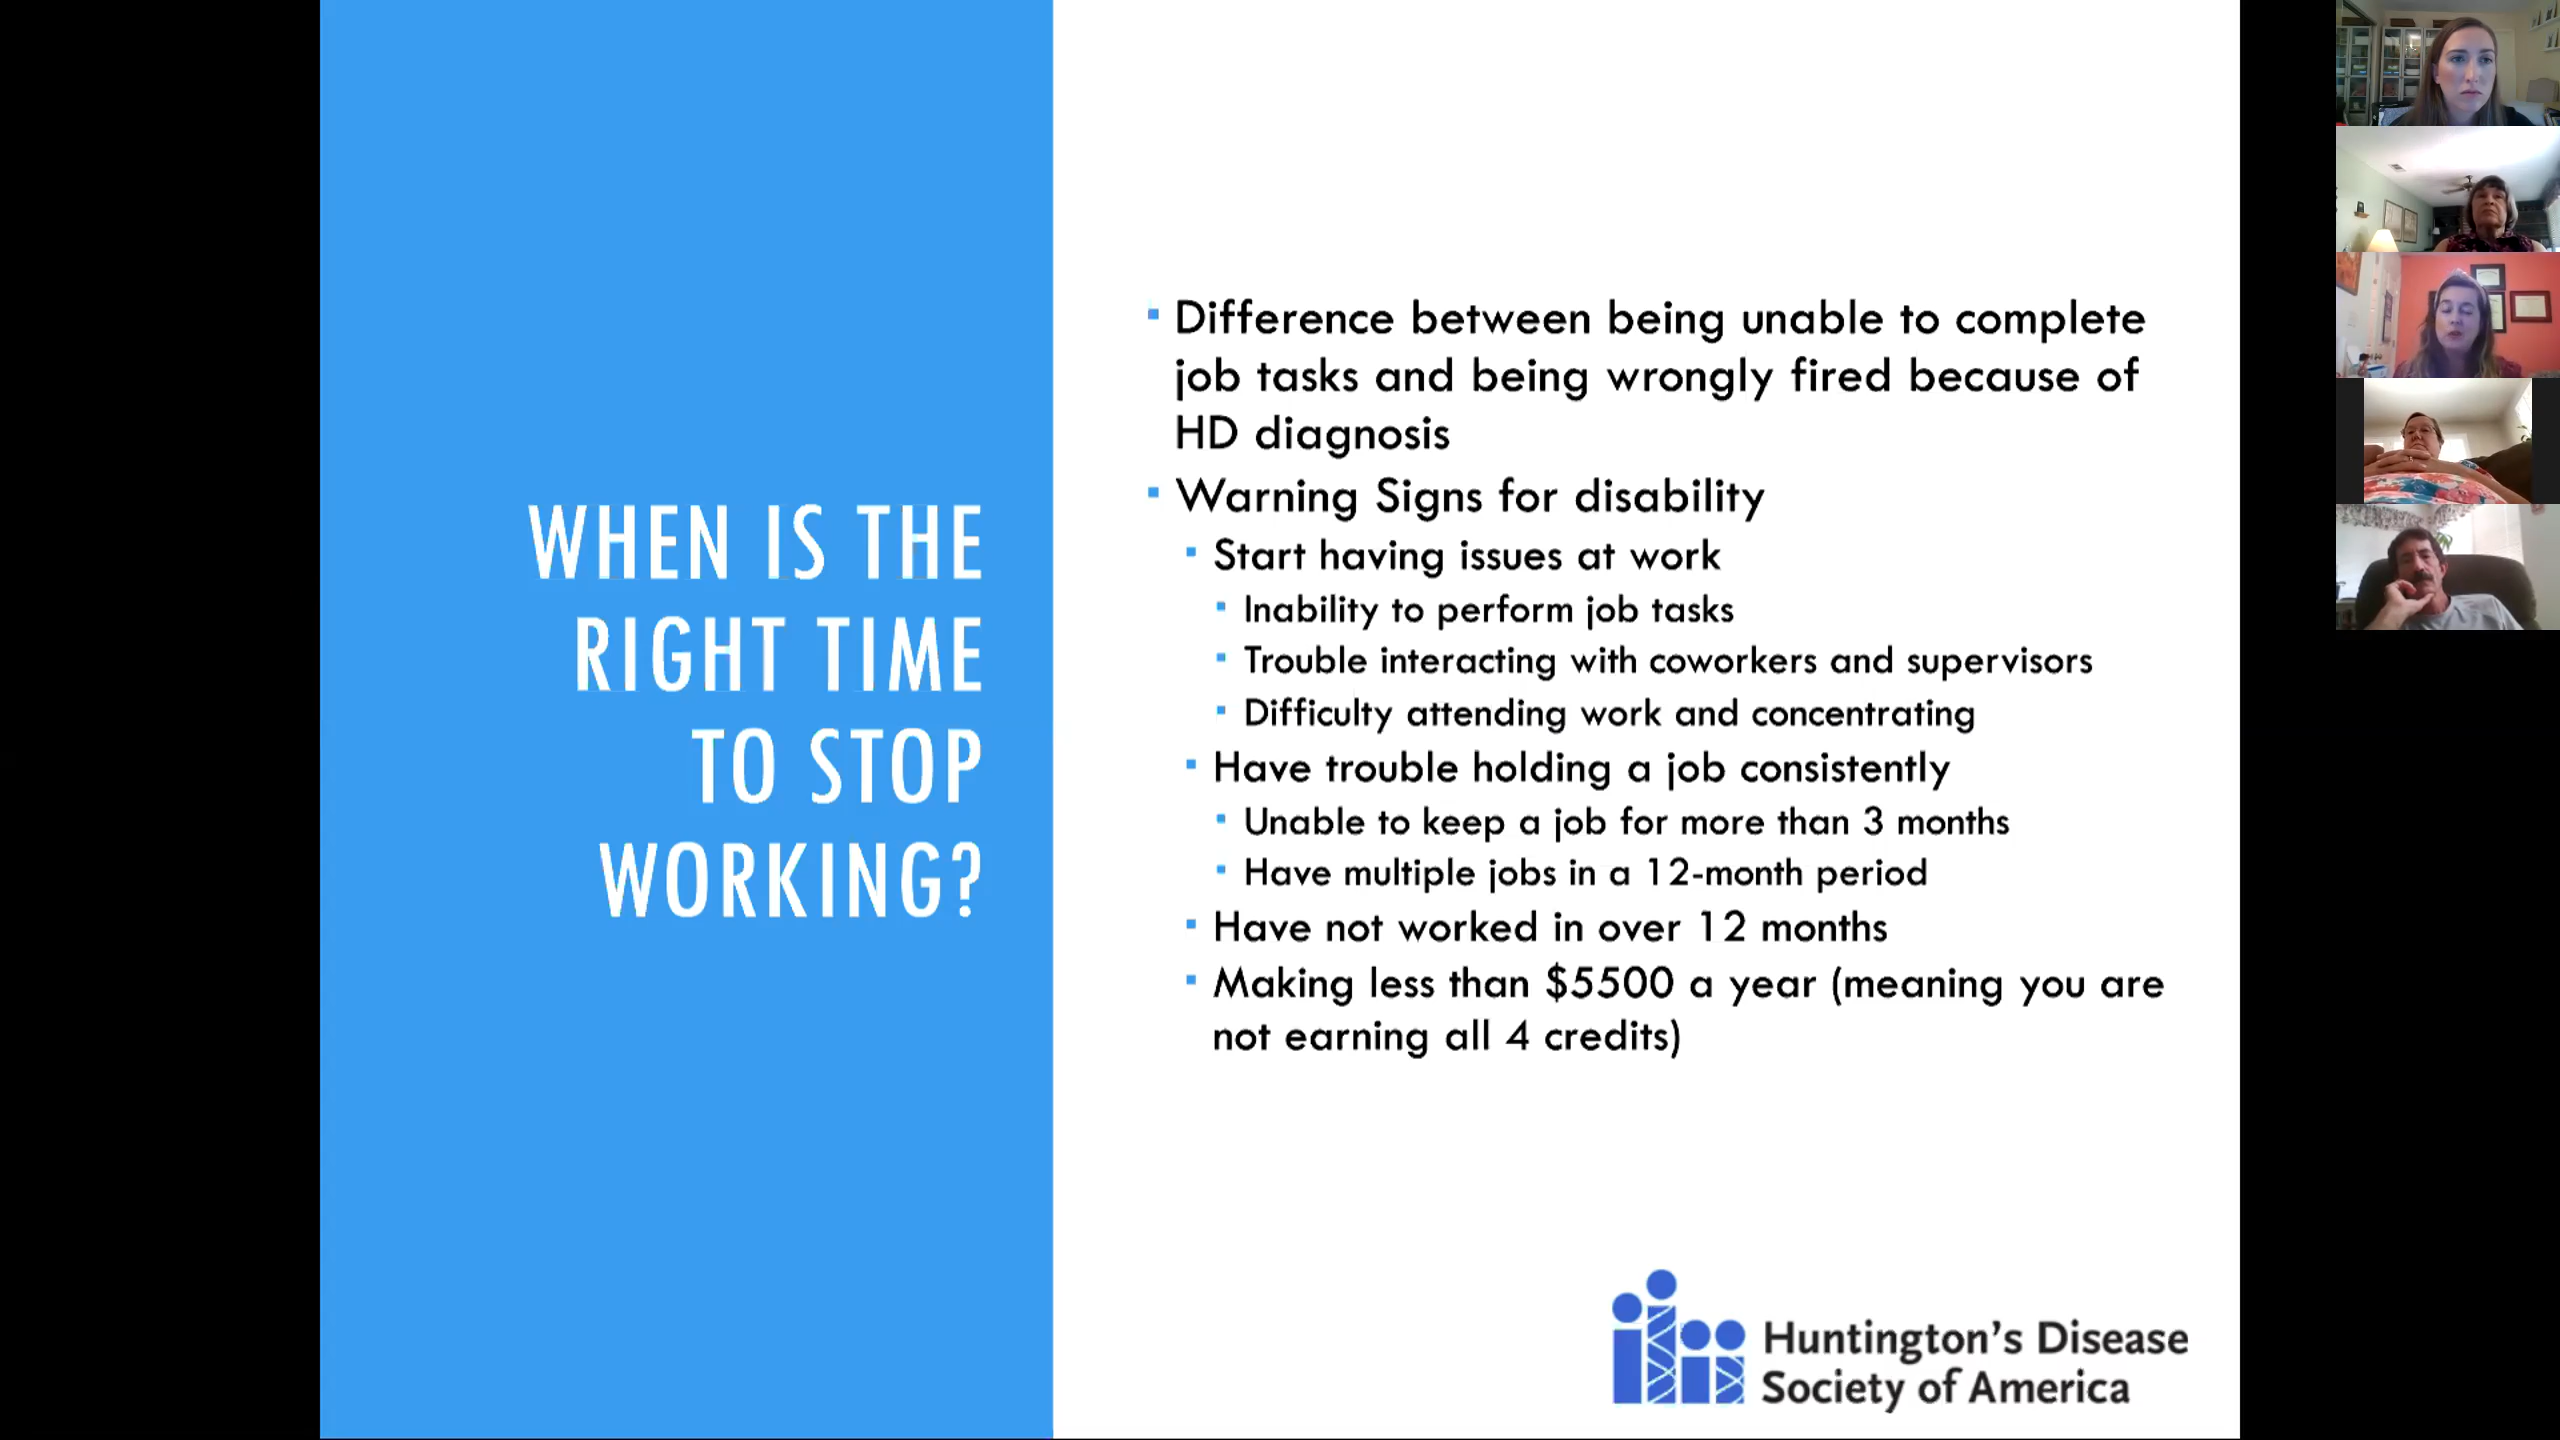 WHEN IS THE
RIGHT TIME
TO STOP
WORKING?
Difference between being unable to complete
job tasks and being wrongly fired because of
HD diagnosis
Warning Signs for disability
Start having issues at work
Inability to perform job tasks
Trouble interacting with coworkers and supervisors
Difficulty attending work and concentrating
Have trouble holding a job consistently
Unable to keep a job for more than 3 months
Have multiple jobs in a 12-month period
Have not worked in over 12 months
Making less than $5500 a year (meaning you are
not earning all 4 credits)
Huntington's Disease
Society of America